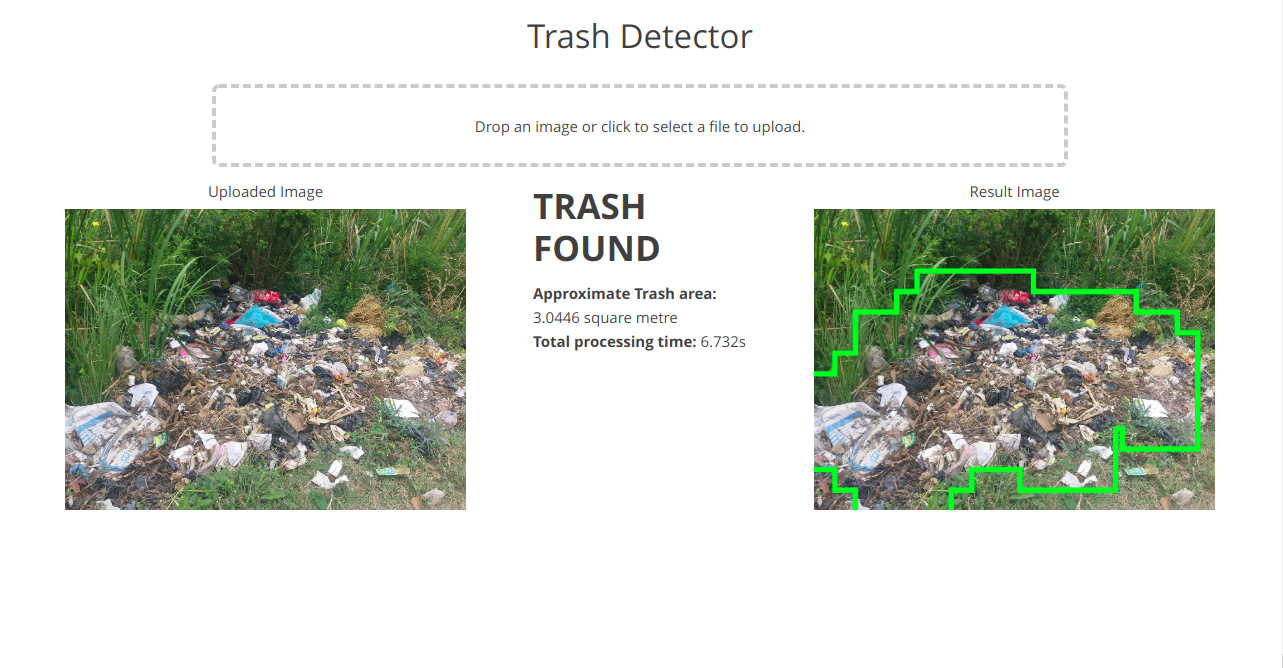 Trash Detector
Drop an image or click to select a file to upload.
Uploaded Image
TRASH
FOUND
Approximate Trash area:
3.0446 square metre
Total processing time: 6.732s
Result Image